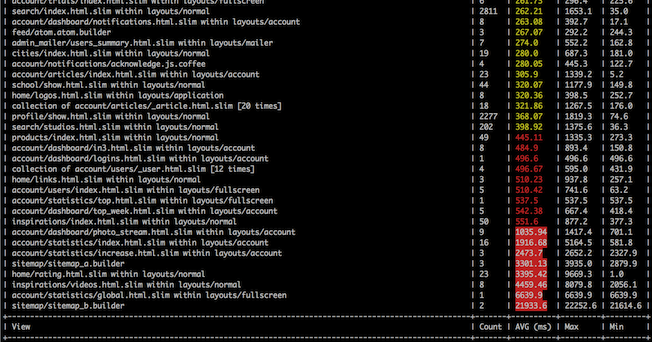 account/trials/index.html.slim within layouts/fullscreen | 6 | 261.73 | 296.4 | 225.6
search/index.html.slim within layouts/normal | 2811 | 262.21 | 1653.1 | 35.0
account/dashboard/notifications.html.slim within layouts/account | 8 | 263.08 | 392.7 | 17.1
feed/atom.atom.builder | 3 | 267.07 | 292.2 | 244.3
admin_mailer/users_summary.html.slim within layouts/mailer | 7 | 274.0 | 552.2 | 162.8
cities/index.html.slim within layouts/normal | 19 | 280.0 | 687.3 | 181.0
account/notifications/acknowledge.js.coffee | 4 | 280.05 | 445.3 | 122.7
account/articles/index.html.slim within layouts/account | 23 | 305.9 | 1339.2 | 5.2
school/show.html.slim within layouts/normal | 44 | 320.07 | 1177.9 | 149.8
home/logos.html.slim within layouts/application | 8 | 320.36 | 398.5 | 252.7
collection of account/articles/_article.html.slim [20 times] | 18 | 321.86 | 1267.5 | 176.0
profile/show.html.slim within layouts/normal | 2277 | 368.07 | 1819.3 | 74.6
search/studios.html.slim within layouts/normal | 202 | 398.92 | 1375.6 | 36.3
products/index.html.slim within layouts/normal | 49 | 445.11 | 1335.3 | 273.3
account/dashboard/in3.html.slim within layouts/account | 8 | 484.9 | 893.4 | 150.8
account/dashboard/logins.html.slim within layouts/account | 1 | 496.6 | 496.6 | 496.6
collection of account/users/_user.html.slim [12 times] | 4 | 496.67 | 595.0 | 431.9
home/links.html.slim within layouts/normal | 3 | 510.23 | 937.8 | 257.1
account/users/index.html.slim within layouts/fullscreen | 5 | 510.42 | 741.6 | 63.2
account/statistics/top.html.slim within layouts/fullscreen | 1 | 537.5 | 537.5 | 537.5
account/dashboard/top_week.html.slim within layouts/account | 5 | 542.38 | 667.4 | 418.4
inspirations/index.html.slim within layouts/normal | 50 | 551.6 | 877.2 | 377.3
account/dashboard/photo_stream.html.slim within layouts/account | 9 | 1035.94 | 1417.4 | 701.1
account/statistics/index.html.slim within layouts/account | 16 | 1916.68 | 5164.5 | 581.8
account/statistics/increase.html.slim within layouts/account | 3 | 2473.7 | 2652.2 | 2327.9
sitemap/sitemap_a.builder | 3 | 3301.13 | 3935.0 | 2879.9
home/rating.html.slim within layouts/normal | 23 | 3395.42 | 9669.3 | 1.0
inspirations/videos.html.slim within layouts/normal | 8 | 4459.46 | 8079.8 | 2056.1
account/statistics/global.html.slim within layouts/fullscreen | 1 | 6639.9 | 6639.9 | 6639.9
sitemap/sitemap_b.builder | 2 | 21933.6 | 22252.6 | 21614.6
View | Count | AVG (ms) | Max | Min